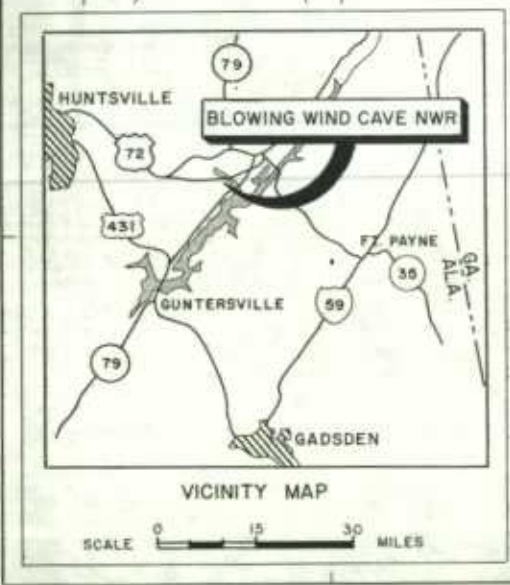 79
HUNTSVILLE
BLOWING WIND CAVE NWR
72
431
FT. PAYNE
GA.
ALA.
35
GUNTERSVILLE
59
79
GADSDEN
VICINITY MAP
0 15 30
SCALE MILES